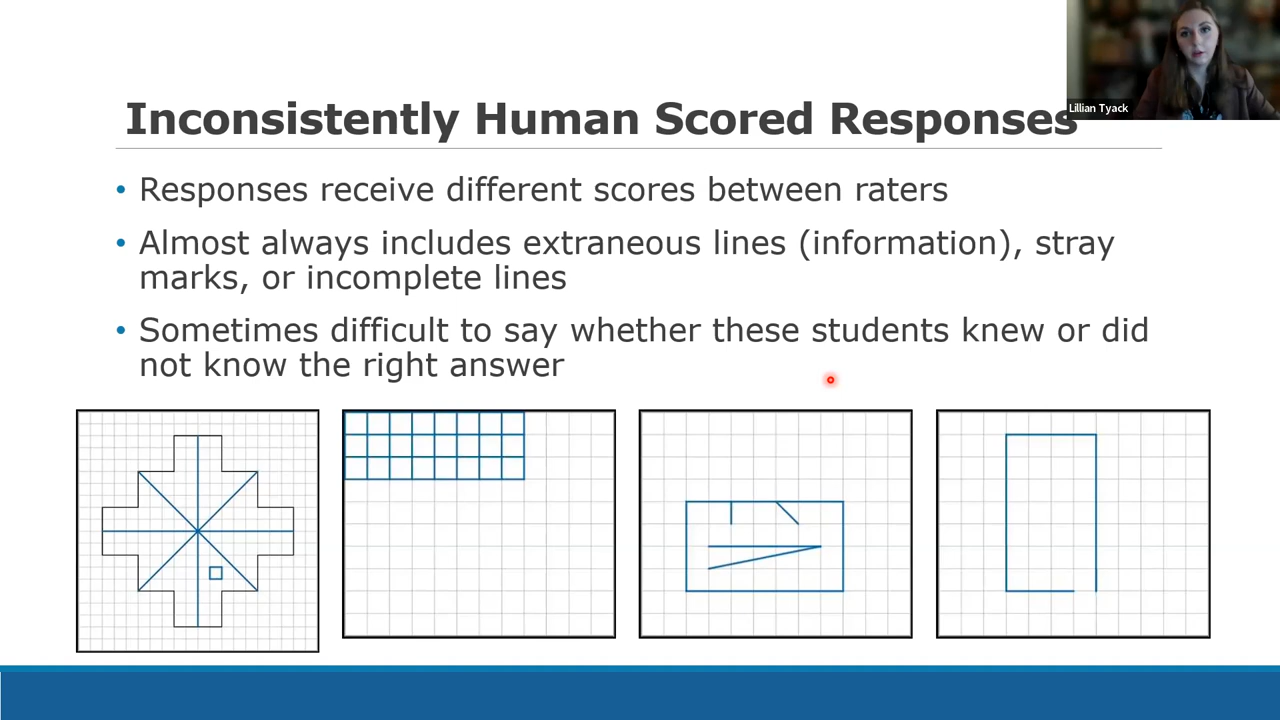 Lillian Tyack
Inconsistently Human Scored Responses
• Responses receive different scores between raters
• Almost always includes extraneous lines (information), stray
marks, or incomplete lines
• Sometimes difficult to say whether these students knew or did
not know the right answer